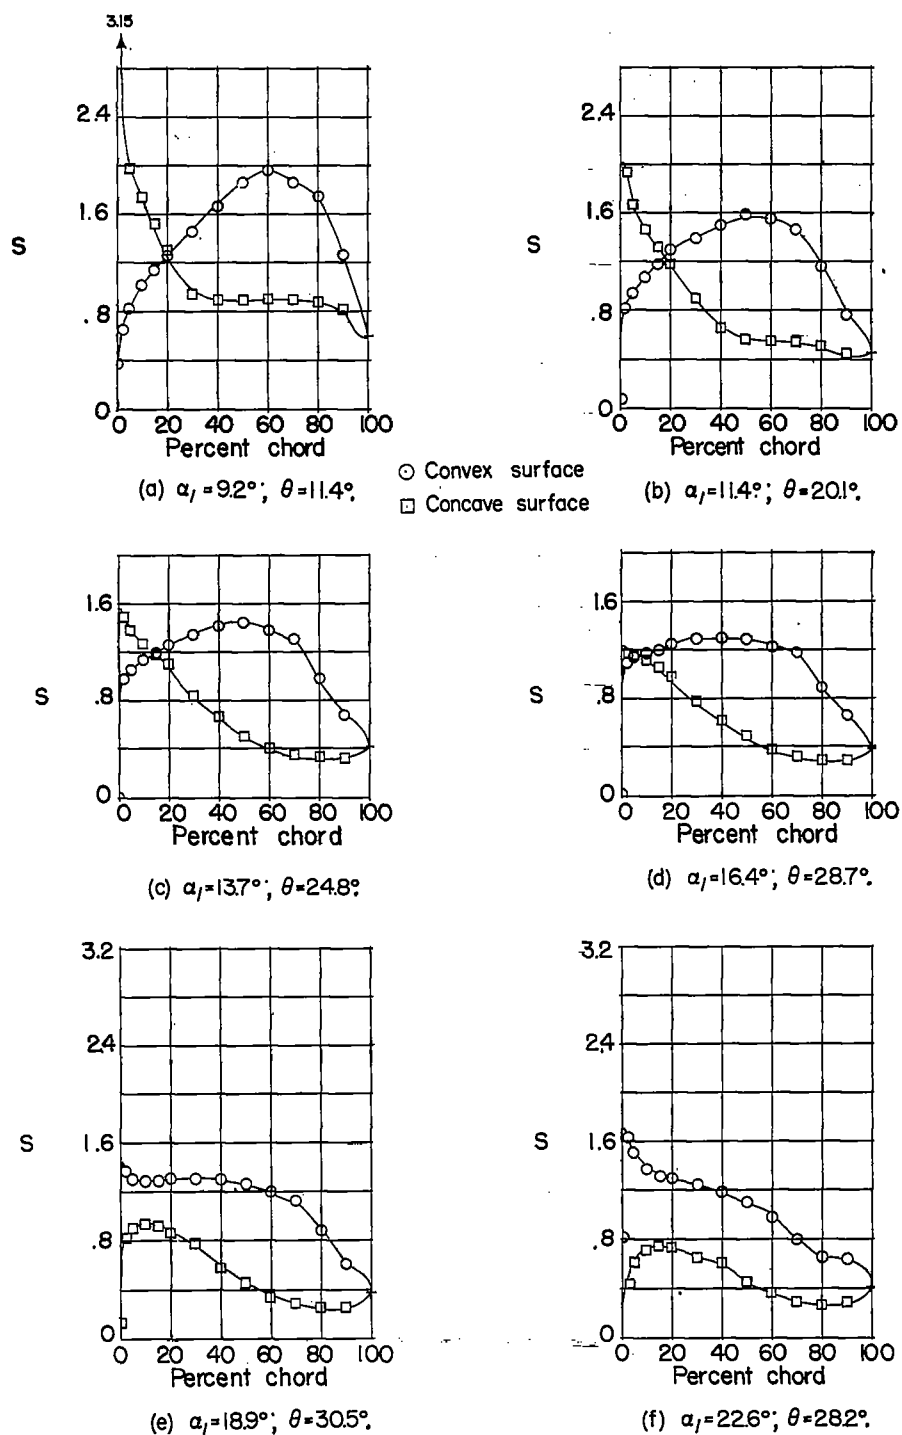 3.15
2.4
1.6
S
.8
0
0 20 40 60 80 100
Percent chord
(a) α₁=9.2°; θ=11.4°.
2.4
1.6
S
.8
0
0 20 40 60 80 100
Percent chord
(b) α₁=11.4°; θ=20.1°.
Convex surface
Concave surface
1.6
S
.8
0
0 20 40 60 80 100
Percent chord
(c) α₁=13.7°; θ=24.8°.
1.6
S
.8
0
0 20 40 60 80 100
Percent chord
(d) α₁=16.4°; θ=28.7°.
3.2
2.4
1.6
S
.8
0
0 20 40 60 80 100
Percent chord
(e) α₁=18.9°; θ=30.5°.
3.2
2.4
1.6
S
.8
0
0 20 40 60 80 100
Percent chord
(f) α₁=22.6°; θ=28.2°.